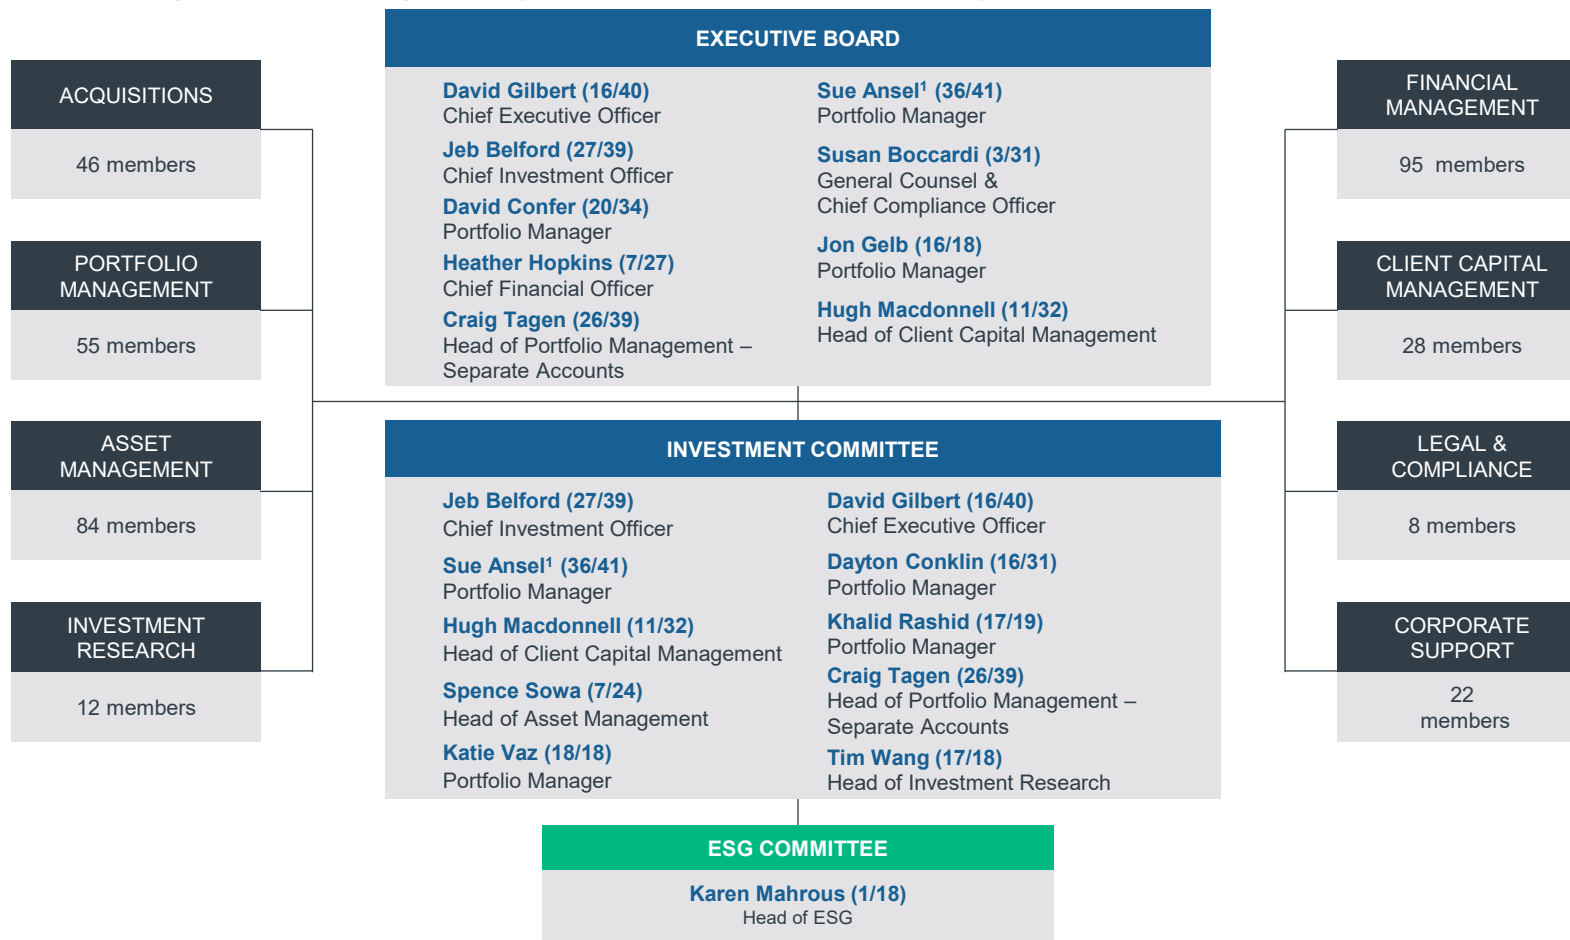 EXECUTIVE BOARD
David Gilbert (16/40)
Chief Executive Officer
Jeb Belford (27/39)
Chief Investment Officer
David Confer (20/34)
Portfolio Manager
Heather Hopkins (7/27)
Chief Financial Officer
Craig Tagen (26/39)
Head of Portfolio Management –
Separate Accounts
Sue Ansel¹ (36/41)
Portfolio Manager
Susan Boccardi (3/31)
General Counsel &
Chief Compliance Officer
Jon Gelb (16/18)
Portfolio Manager
Hugh Macdonnell (11/32)
Head of Client Capital Management
ACQUISITIONS
46 members
PORTFOLIO
MANAGEMENT
55 members
ASSET
MANAGEMENT
84 members
INVESTMENT
RESEARCH
12 members
FINANCIAL
MANAGEMENT
95 members
CLIENT CAPITAL
MANAGEMENT
28 members
LEGAL &
COMPLIANCE
8 members
CORPORATE
SUPPORT
22
members
INVESTMENT COMMITTEE
Jeb Belford (27/39)
Chief Investment Officer
Sue Ansel¹ (36/41)
Portfolio Manager
Hugh Macdonnell (11/32)
Head of Client Capital Management
Spence Sowa (7/24)
Head of Asset Management
Katie Vaz (18/18)
Portfolio Manager
David Gilbert (16/40)
Chief Executive Officer
Dayton Conklin (16/31)
Portfolio Manager
Khalid Rashid (17/19)
Portfolio Manager
Craig Tagen (26/39)
Head of Portfolio Management –
Separate Accounts
Tim Wang (17/18)
Head of Investment Research
ESG COMMITTEE
Karen Mahrous (1/18)
Head of ESG